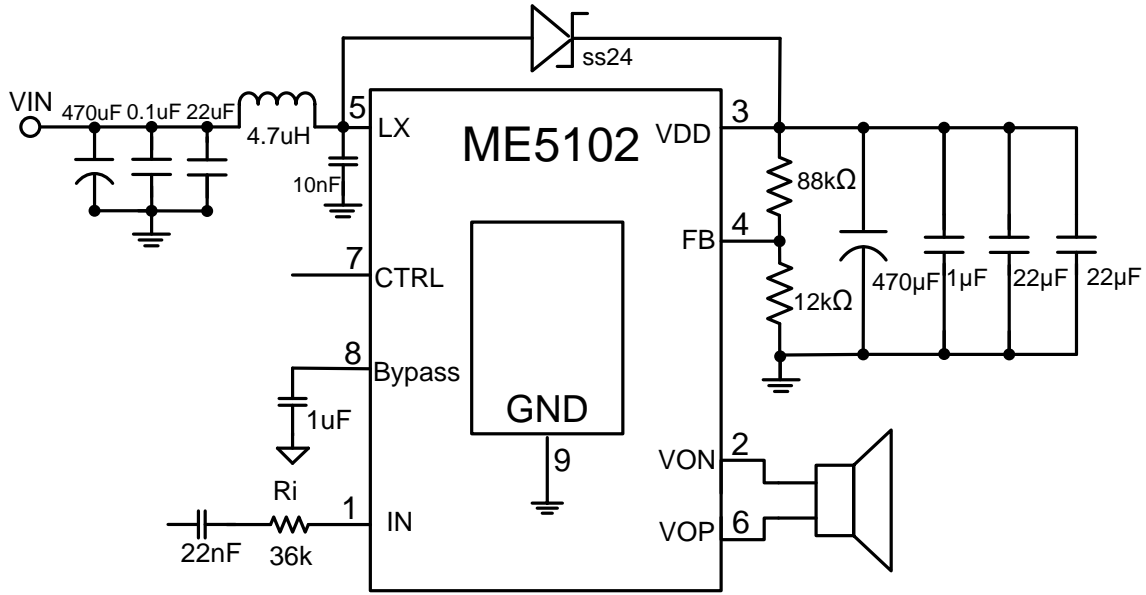 ss24
VIN
470uF 0.1uF 22uF
4.7uH
5
LX
10nF
ME5102
VDD
3
88kΩ
FB
4
12kΩ
470μF
1μF
22μF
22μF
7
CTRL
8
Bypass
1uF
GND
9
Ri
1
IN
22nF
36k
VON
2
VOP
6